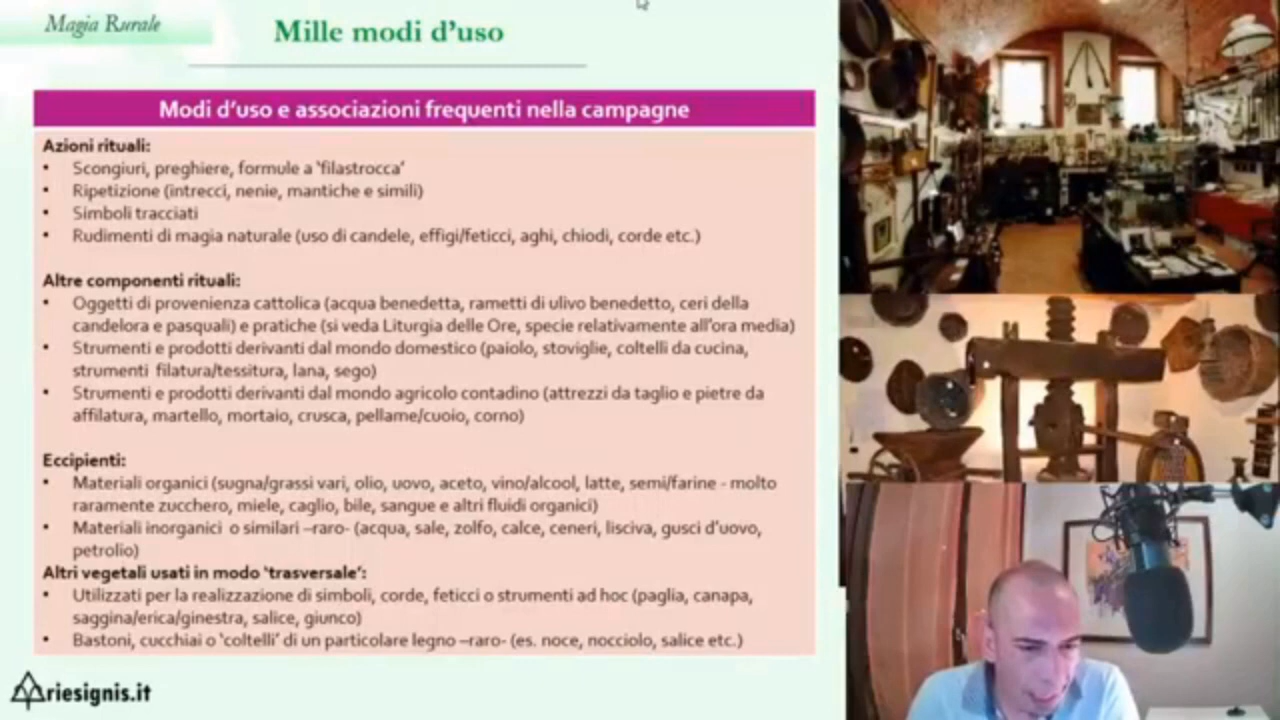 Magia Rurale
Mille modi d'uso
Modi d'uso e associazioni frequenti nella campagne
Azioni rituali:
• Scongiuri, preghiere, formule a 'filastrocca'
• Ripetizione (intrecci, nenie, mantiche e simili)
• Simboli tracciati
• Rudimenti di magia naturale (uso di candele, effigi/feticci, aghi, chiodi, corde etc.)
Altre componenti rituali:
• Oggetti di provenienza cattolica (acqua benedetta, rametti di ulivo benedetto, ceri della
candelora e pasquali) e pratiche (si veda Liturgia delle Ore, specie relativamente all'ora media)
• Strumenti e prodotti derivanti dal mondo domestico (paiolo, stoviglie, coltelli da cucina,
strumenti filatura/tessitura, lana, sego)
• Strumenti e prodotti derivanti dal mondo agricolo contadino (attrezzi da taglio e pietre da
affilatura, martello, mortaio, crusca, pellame/cuoio, corno)
Eccipienti:
• Materiali organici (sugna/grassi vari, olio, uovo, aceto, vino/alcool, latte, semi/farine - molto
raramente zucchero, miele, caglio, bile, sangue e altri fluidi organici)
• Materiali inorganici o similari –raro- (acqua, sale, zolfo, calce, ceneri, lisciva, gusci d'uovo,
petrolio)
Altri vegetali usati in modo 'trasversale':
• Utilizzati per la realizzazione di simboli, corde, feticci o strumenti ad hoc (paglia, canapa,
saggina/erica/ginestra, salice, giunco)
• Bastoni, cucchiai o 'coltelli' di un particolare legno –raro- (es. noce, nocciolo, salice etc.)
riesignis.it